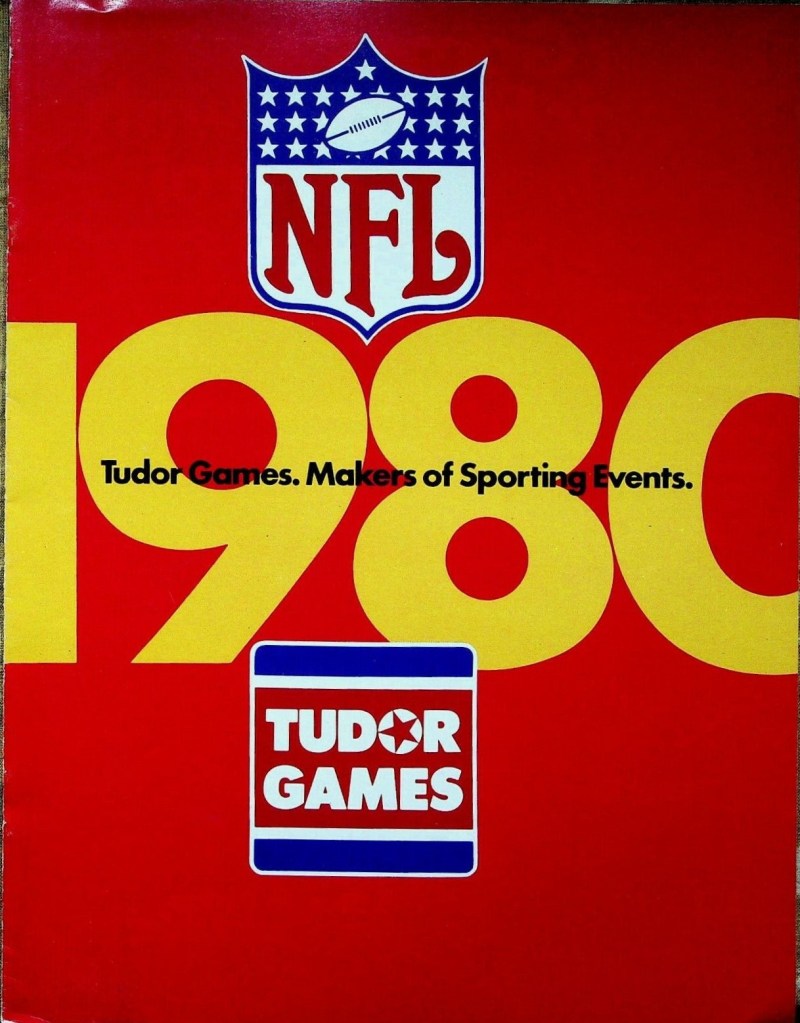 NFL
1980
Tudor Games. Makers of Sporting Events.
TUDOR
GAMES